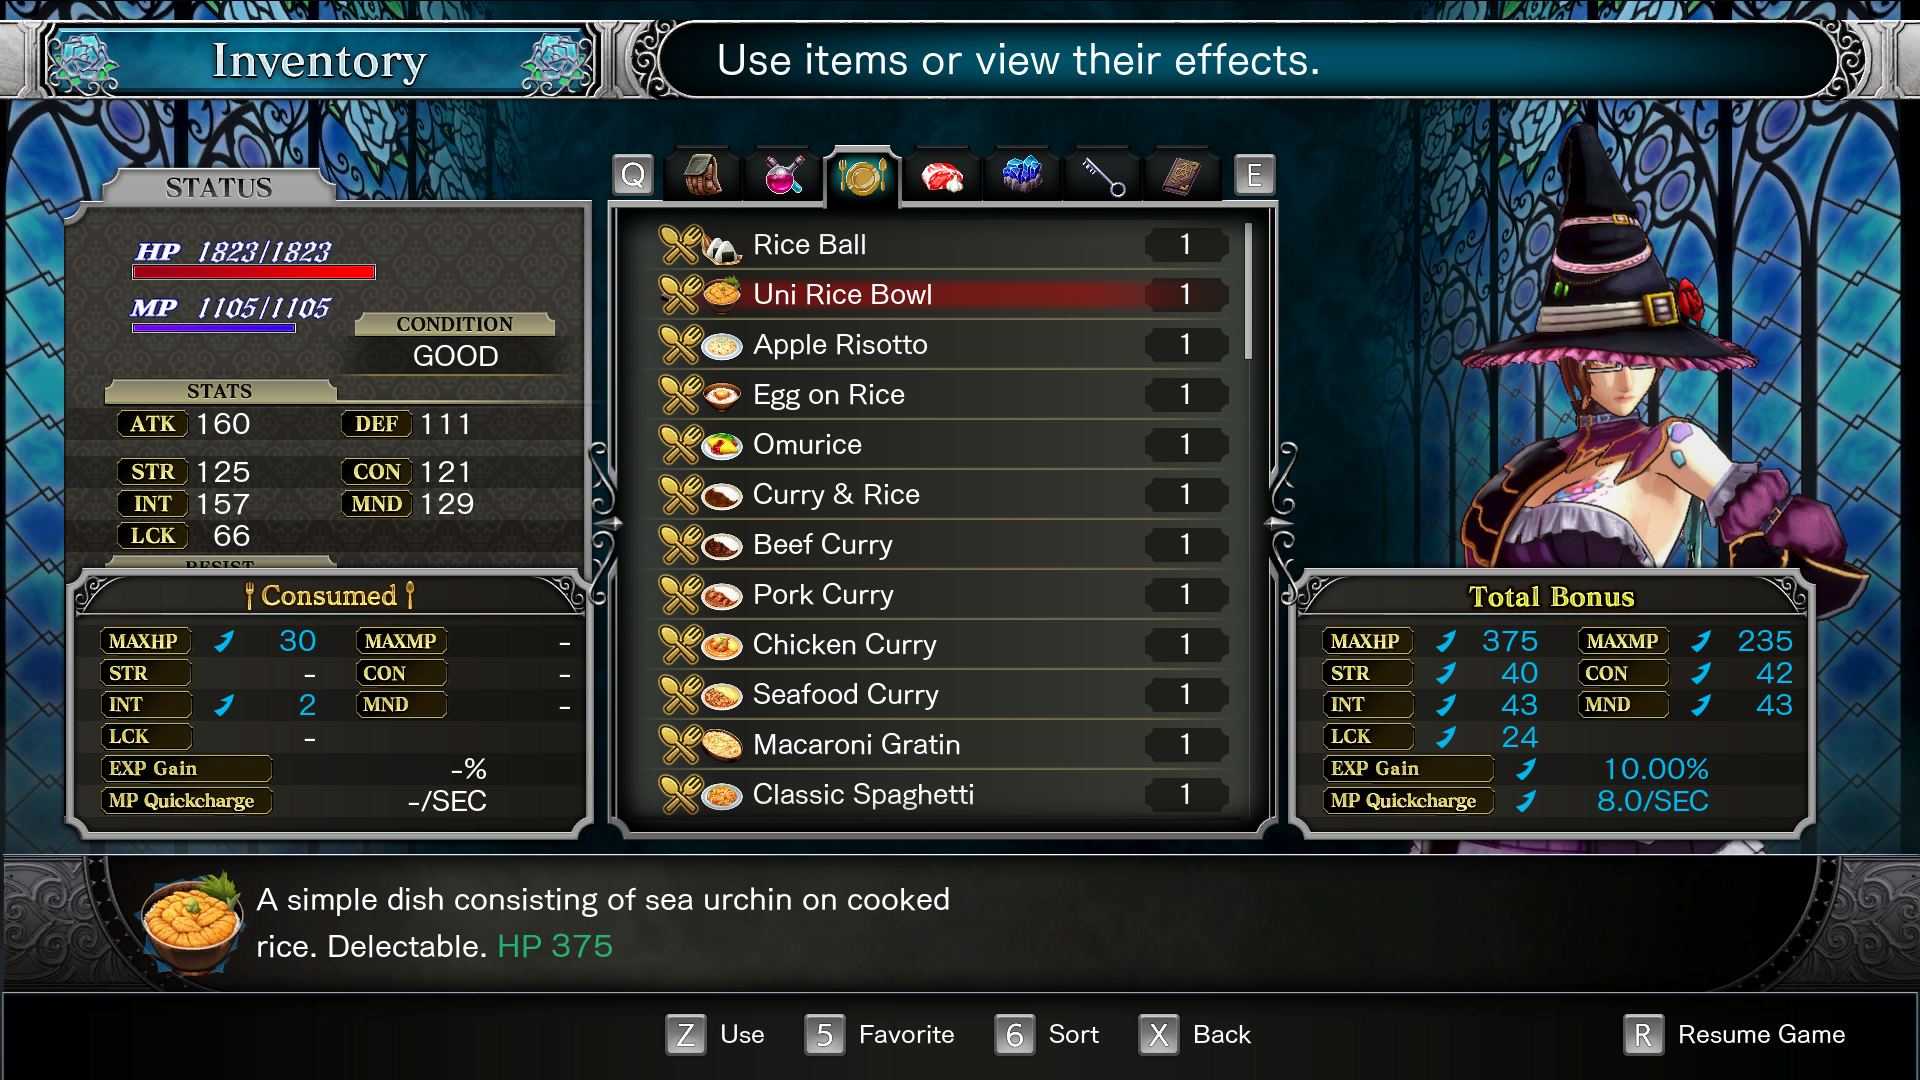 Inventory
Use items or view their effects.
Q
E
STATUS
HP 1823/1823
MP 1105/1105
CONDITION
GOOD
STATS
ATK 160
DEF 111
STR 125
CON 121
INT 157
MND 129
LCK 66
RESIST
Consumed
MAXHP 30
MAXMP -
STR -
CON -
INT 2
MND -
LCK -
EXP Gain -%
MP Quickcharge -/SEC
Rice Ball 1
Uni Rice Bowl 1
Apple Risotto 1
Egg on Rice 1
Omurice 1
Curry & Rice 1
Beef Curry 1
Pork Curry 1
Chicken Curry 1
Seafood Curry 1
Macaroni Gratin 1
Classic Spaghetti 1
Total Bonus
MAXHP 375
MAXMP 235
STR 40
CON 42
INT 43
MND 43
LCK 24
EXP Gain 10.00%
MP Quickcharge 8.0/SEC
A simple dish consisting of sea urchin on cooked
rice. Delectable. HP 375
Z Use
5 Favorite
6 Sort
X Back
R Resume Game